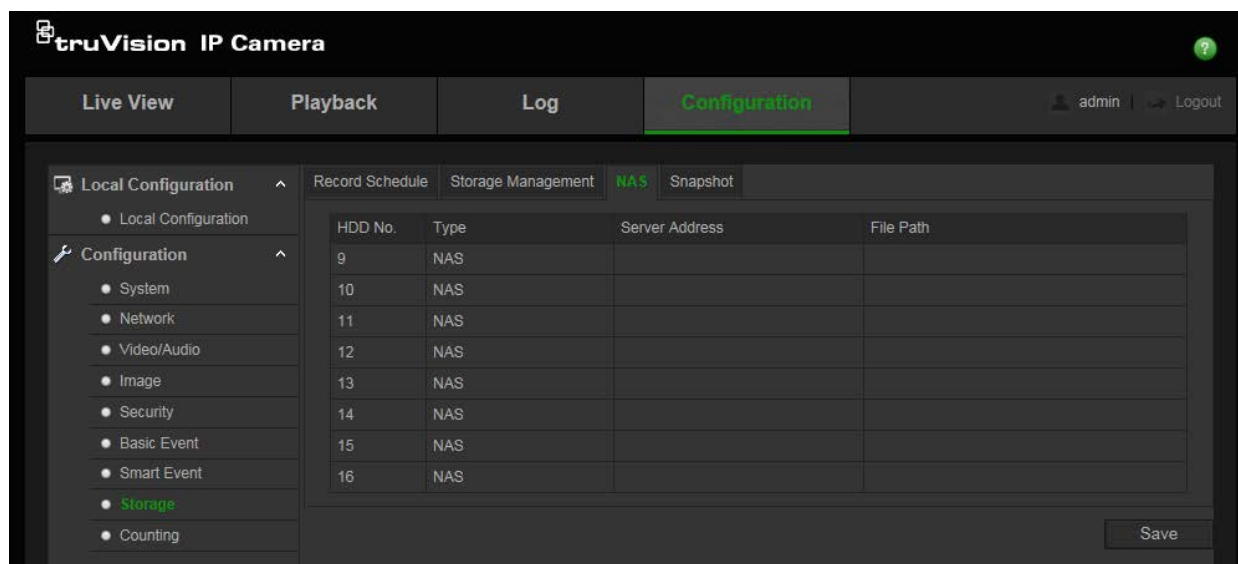 truVision IP Camera
?
Live View Playback Log Configuration admin | Logout
Local Configuration
Local Configuration
Configuration
System
Network
Video/Audio
Image
Security
Basic Event
Smart Event
Storage
Counting
Record Schedule Storage Management NAS Snapshot
HDD No. Type Server Address File Path
9 NAS
10 NAS
11 NAS
12 NAS
13 NAS
14 NAS
15 NAS
16 NAS
Save